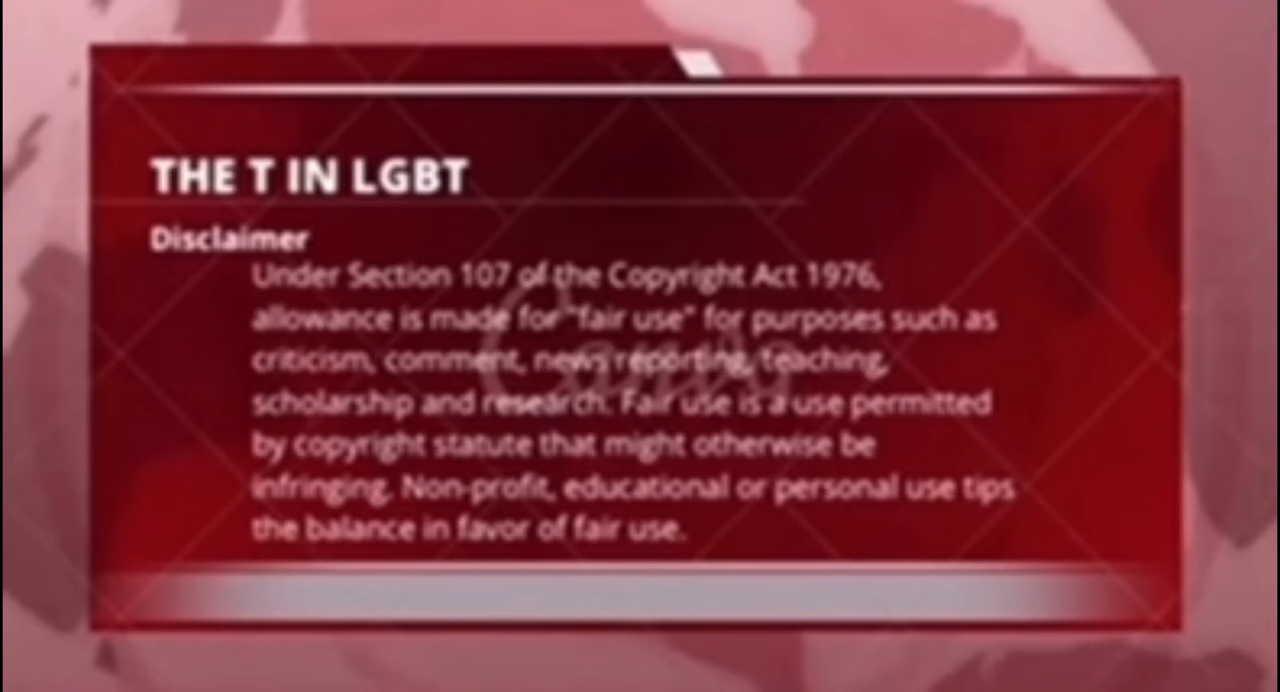 THE T IN LGBT
Disclaimer
Under Section 107 of the Copyright Act 1976,
allowance is made for "fair use" for purposes such as
criticism, comment, news reporting, teaching,
scholarship and research. Fair use is a use permitted
by copyright statute that might otherwise be
infringing. Non-profit, educational or personal use tips
the balance in favor of fair use.
Canva